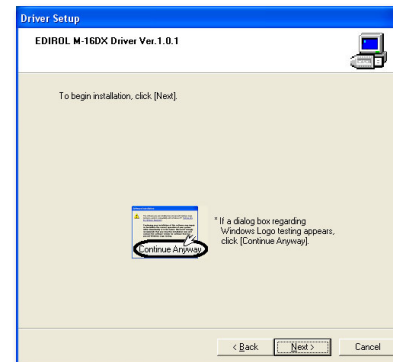 Driver Setup
EDIROL M-16DX Driver Ver.1.0.1
To begin installation, click [Next].
Continue Anyway
* If a dialog box regarding
Windows Logo testing appears,
click [Continue Anyway].
< Back
Next >
Cancel